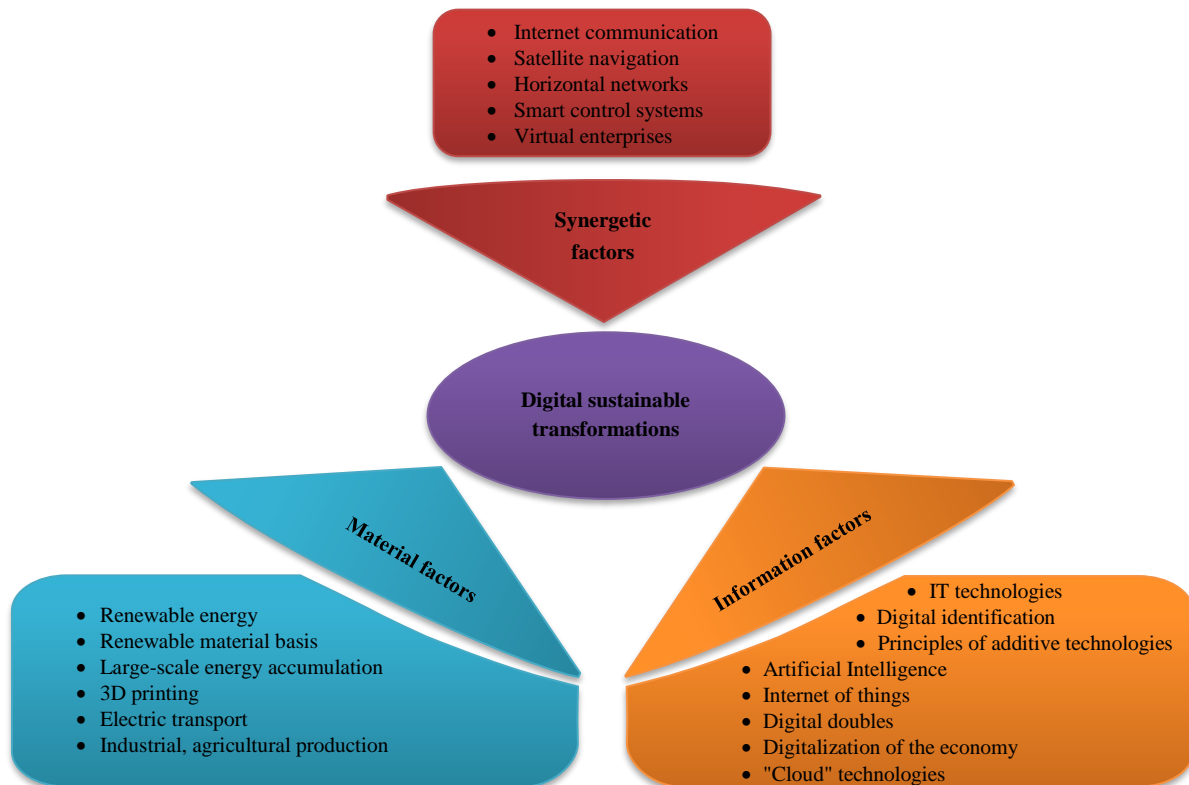 • Internet communication
• Satellite navigation
• Horizontal networks
• Smart control systems
• Virtual enterprises
Synergetic
factors
Digital sustainable
transformations
Material factors
• Renewable energy
• Renewable material basis
• Large-scale energy accumulation
• 3D printing
• Electric transport
• Industrial, agricultural production
Information factors
• IT technologies
• Digital identification
• Principles of additive technologies
• Artificial Intelligence
• Internet of things
• Digital doubles
• Digitalization of the economy
• "Cloud" technologies